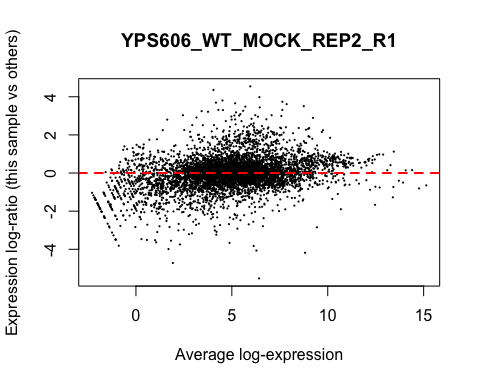 YPS606_WT_MOCK_REP2_R1
Expression log-ratio (this sample vs others)
4
2
0
-2
-4
0 5 10 15
Average log-expression